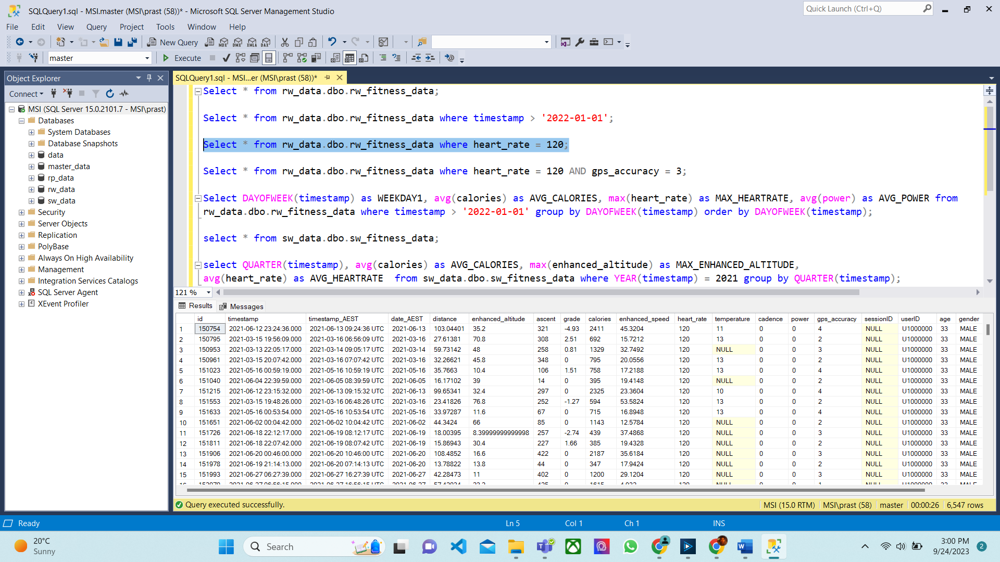 SQLQuery1.sql - MSI.master (MSI\prast (58))* - Microsoft SQL Server Management Studio
Quick Launch (Ctrl+Q)
File Edit View Query Project Tools Window Help
New Query
MDX DMX XMLA DAX
master
Execute
Object Explorer
Connect
MSI (SQL Server 15.0.2101.7 - MSI\prast)
Databases
System Databases
Database Snapshots
data
master_data
rp_data
rw_data
sw_data
Security
Server Objects
Replication
PolyBase
Always On High Availability
Management
Integration Services Catalogs
SQL Server Agent
XEvent Profiler
SQLQuery1.sql - MSI...er (MSI\prast (58))*
Select * from rw_data.dbo.rw_fitness_data;
Select * from rw_data.dbo.rw_fitness_data where timestamp > '2022-01-01';
Select * from rw_data.dbo.rw_fitness_data where heart_rate = 120;
Select * from rw_data.dbo.rw_fitness_data where heart_rate = 120 AND gps_accuracy = 3;
Select DAYOFWEEK(timestamp) as WEEKDAY1, avg(calories) as AVG_CALORIES, max(heart_rate) as MAX_HEARTRATE, avg(power) as AVG_POWER from
rw_data.dbo.rw_fitness_data where timestamp > '2022-01-01' group by DAYOFWEEK(timestamp) order by DAYOFWEEK(timestamp);
select * from sw_data.dbo.sw_fitness_data;
select QUARTER(timestamp), avg(calories) as AVG_CALORIES, max(enhanced_altitude) as MAX_ENHANCED_ALTITUDE,
avg(heart_rate) as AVG_HEARTRATE  from sw_data.dbo.sw_fitness_data where YEAR(timestamp) = 2021 group by QUARTER(timestamp);
121 %
Results Messages
id timestamp timestamp_AEST date_AEST distance enhanced_altitude ascent grade calories enhanced_speed heart_rate temperature cadence power gps_accuracy sessionID userID age gender
1 150754 2021-06-12 23:24:36.000 2021-06-13 09:24:36 UTC 2021-06-13 103.04401 35.2 321 -4.93 2411 45.3204 120 11 0 0 4 NULL U1000000 33 MALE
2 150795 2021-03-15 19:56:09.000 2021-03-16 06:56:09 UTC 2021-03-16 27.61381 70.8 308 2.51 692 15.7212 120 13 0 0 2 NULL U1000000 33 MALE
3 150953 2021-03-13 22:05:17.000 2021-03-14 09:05:17 UTC 2021-03-14 59.73142 48 258 0.81 1329 32.7492 120 NULL 0 0 3 NULL U1000000 33 MALE
4 150961 2021-03-15 20:07:42.000 2021-03-16 07:07:42 UTC 2021-03-16 32.26621 45.8 348 0 795 20.0556 120 13 0 0 2 NULL U1000000 33 MALE
5 151023 2021-05-16 00:59:19.000 2021-05-16 10:59:19 UTC 2021-05-16 35.7663 10.4 106 1.51 758 17.2188 120 13 0 0 4 NULL U1000000 33 MALE
6 151040 2021-06-04 22:39:59.000 2021-06-05 08:39:59 UTC 2021-06-05 16.17102 39 14 0 395 19.4148 120 NULL 0 0 2 NULL U1000000 33 MALE
7 151215 2021-06-12 23:15:32.000 2021-06-13 09:15:32 UTC 2021-06-13 99.65341 32.4 297 0 2325 23.3604 120 10 0 0 4 NULL U1000000 33 MALE
8 151553 2021-03-15 19:48:26.000 2021-03-16 06:48:26 UTC 2021-03-16 23.41826 76.8 252 -1.27 594 53.5824 120 13 0 0 2 NULL U1000000 33 MALE
9 151633 2021-05-16 00:53:54.000 2021-05-16 10:53:54 UTC 2021-05-16 33.97287 11.6 67 0 715 16.8948 120 13 0 0 4 NULL U1000000 33 MALE
10 151651 2021-06-02 00:04:42.000 2021-06-02 10:04:42 UTC 2021-06-02 44.3424 66 85 0 1143 12.5784 120 NULL 0 0 2 NULL U1000000 33 MALE
11 151726 2021-06-18 22:12:17.000 2021-06-19 08:12:17 UTC 2021-06-19 18.00395 8.39999999999998 257 -2.74 439 37.4868 120 NULL 0 0 3 NULL U1000000 33 MALE
12 151811 2021-06-18 22:07:42.000 2021-06-19 08:07:42 UTC 2021-06-19 15.86943 30.4 227 1.66 385 19.4328 120 NULL 0 0 2 NULL U1000000 33 MALE
13 151906 2021-06-20 00:46:00.000 2021-06-20 10:46:00 UTC 2021-06-20 108.4852 16.6 422 0 2187 35.6184 120 NULL 0 0 3 NULL U1000000 33 MALE
14 151978 2021-06-19 21:14:13.000 2021-06-20 07:14:13 UTC 2021-06-20 13.78822 13.8 44 0 347 17.9424 120 NULL 0 0 2 NULL U1000000 33 MALE
15 151993 2021-06-27 06:27:39.000 2021-06-27 16:27:39 UTC 2021-06-27 42.28473 11 402 0 1200 29.1204 120 NULL 0 0 3 NULL U1000000 33 MALE
Query executed successfully.
MSI (15.0 RTM) MSI\prast (58) master 00:00:26 6,547 rows
Ready Ln 5 Col 1 Ch 1 INS
20°C
Sunny
Search
3:00 PM
9/24/2023
2